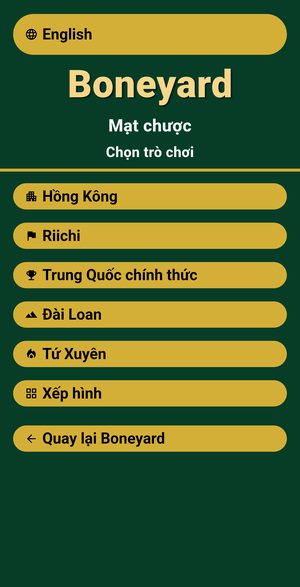 English
Boneyard
Mạt chược
Chọn trò chơi
Hồng Kông
Riichi
Trung Quốc chính thức
Đài Loan
Tứ Xuyên
Xếp hình
Quay lại Boneyard